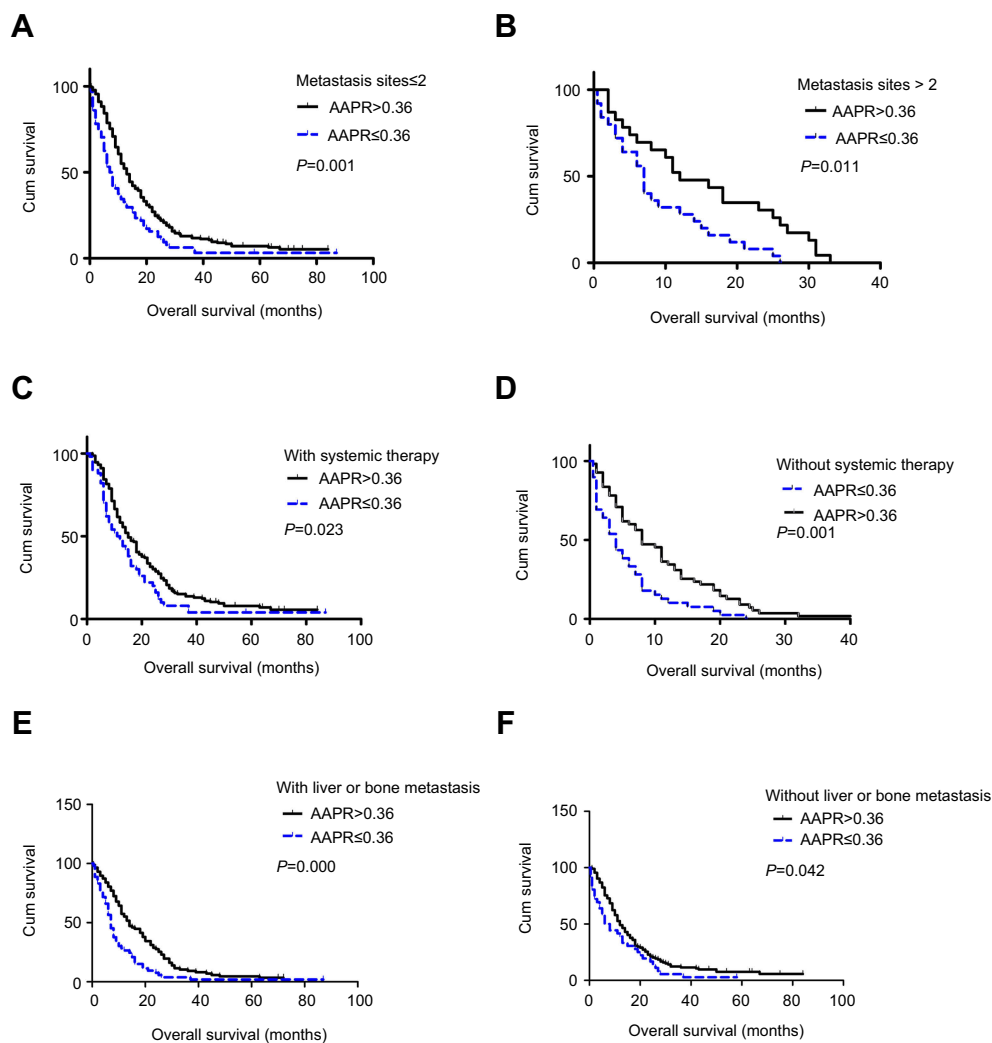 A
Metastasis sites≤2
AAPR>0.36
AAPR≤0.36
P=0.001
Cum survival
100
50
0
0 20 40 60 80 100
Overall survival (months)
B
Metastasis sites > 2
AAPR>0.36
AAPR≤0.36
P=0.011
Cum survival
100
50
0
0 10 20 30 40
Overall survival (months)
C
With systemic therapy
AAPR>0.36
AAPR≤0.36
P=0.023
Cum survival
100
50
0
0 20 40 60 80 100
Overall survival (months)
D
Without systemic therapy
AAPR≤0.36
AAPR>0.36
P=0.001
Cum survival
100
50
0
0 10 20 30 40
Overall survival (months)
E
With liver or bone metastasis
AAPR>0.36
AAPR≤0.36
P=0.000
Cum survival
150
100
50
0
0 20 40 60 80 100
Overall survival (months)
F
Without liver or bone metastasis
AAPR>0.36
AAPR≤0.36
P=0.042
Cum survival
150
100
50
0
0 20 40 60 80 100
Overall survival (months)